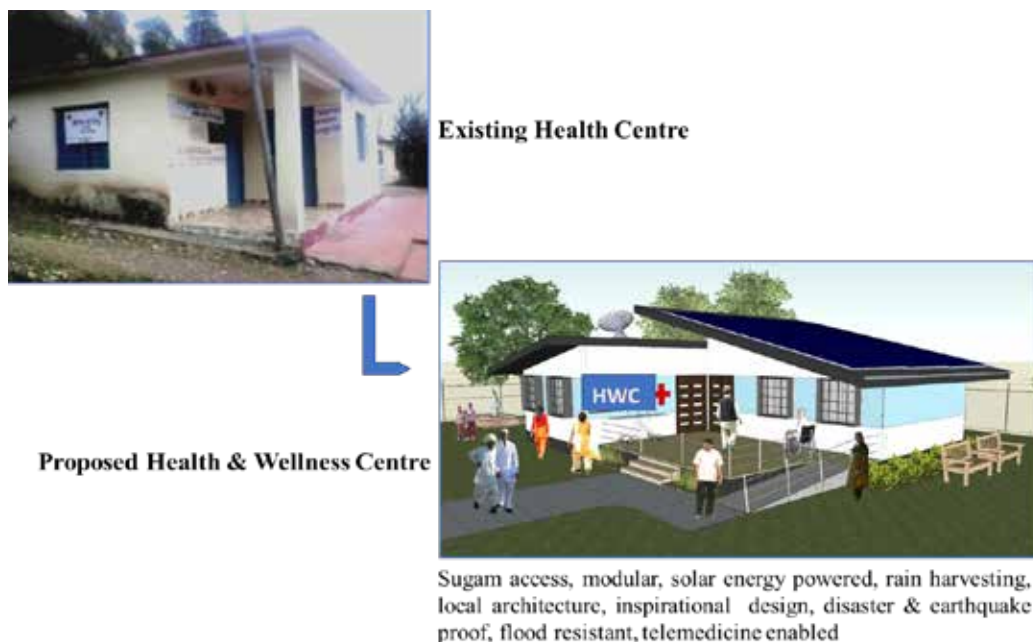 Existing Health Centre
HWC
Proposed Health & Wellness Centre
Sugam access, modular, solar energy powered, rain harvesting,
local architecture, inspirational design, disaster & earthquake
proof, flood resistant, telemedicine enabled